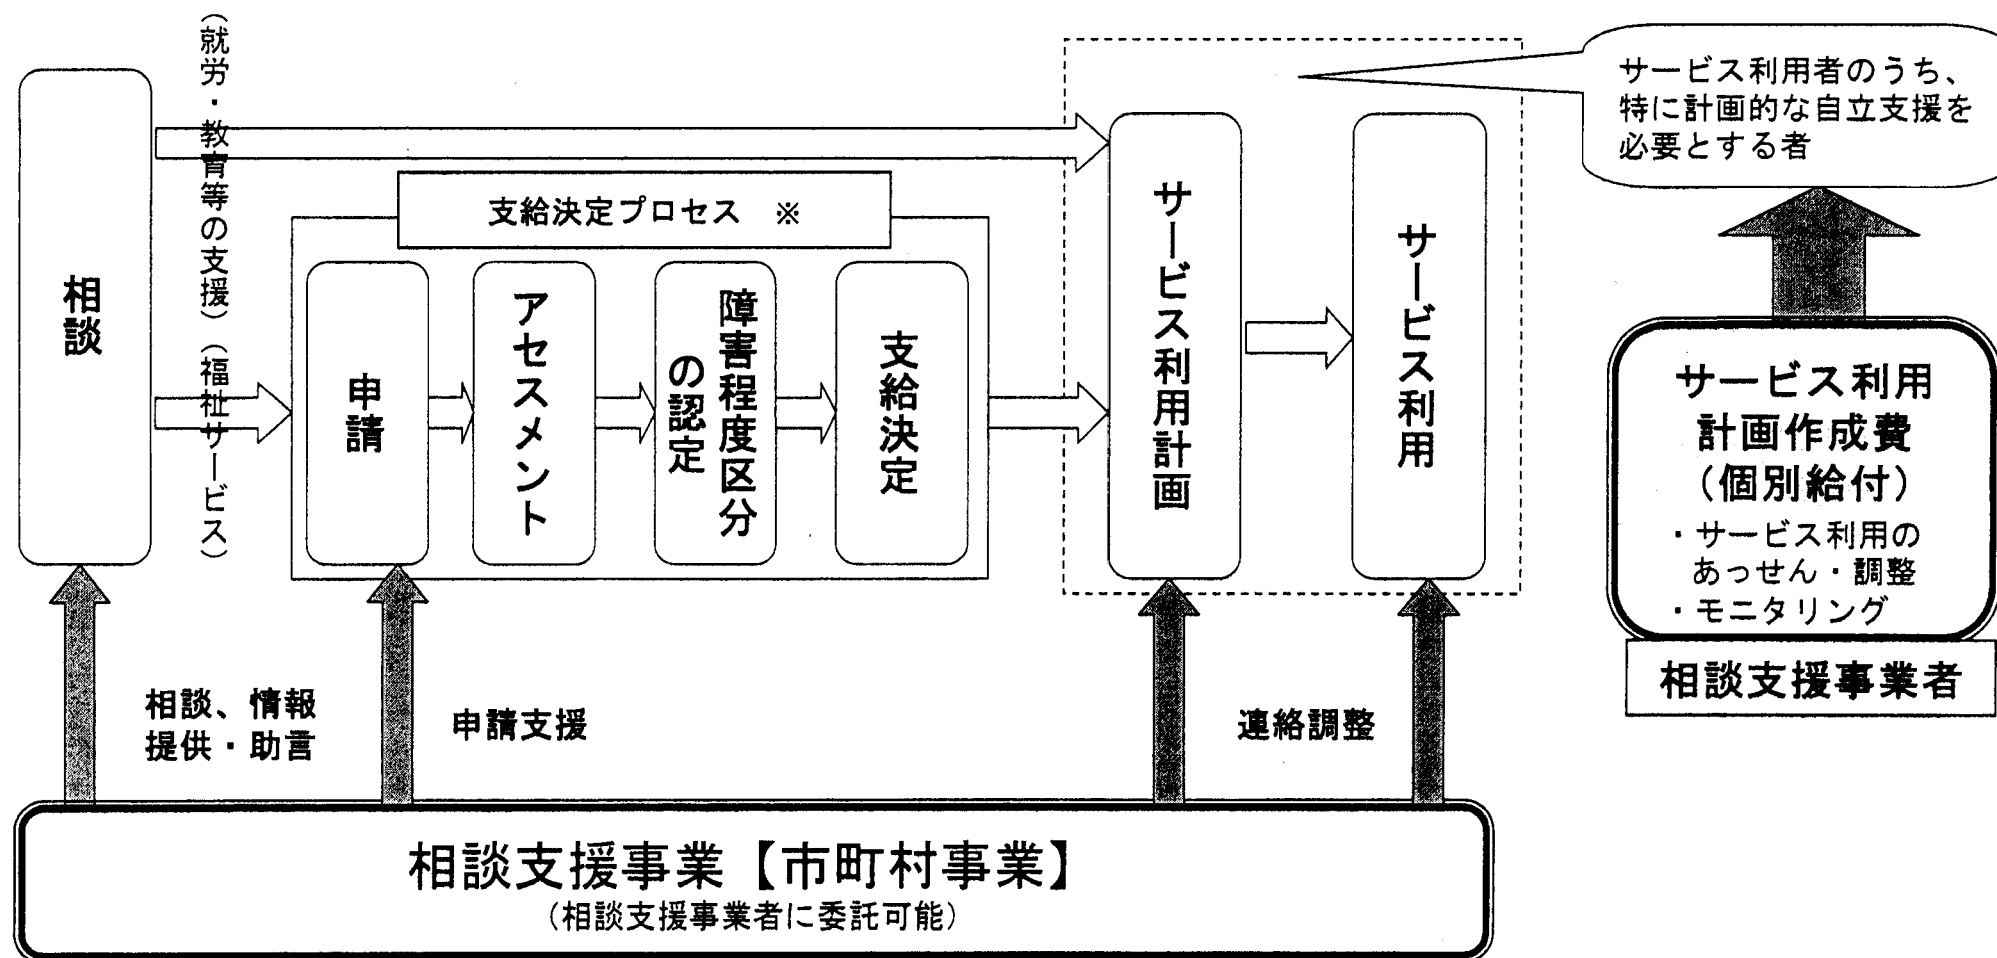 （就労・教育等の支援）
（福祉サービス）
相談
支給決定プロセス　※
申請
アセスメント
障害程度区分
の認定
支給決定
サービス利用計画
サービス利用
サービス利用者のうち、
特に計画的な自立支援を
必要とする者
サービス利用
計画作成費
（個別給付）
・サービス利用の
あっせん・調整
・モニタリング
相談支援事業者
相談、情報
提供・助言
申請支援
連絡調整
相談支援事業【市町村事業】
（相談支援事業者に委託可能）